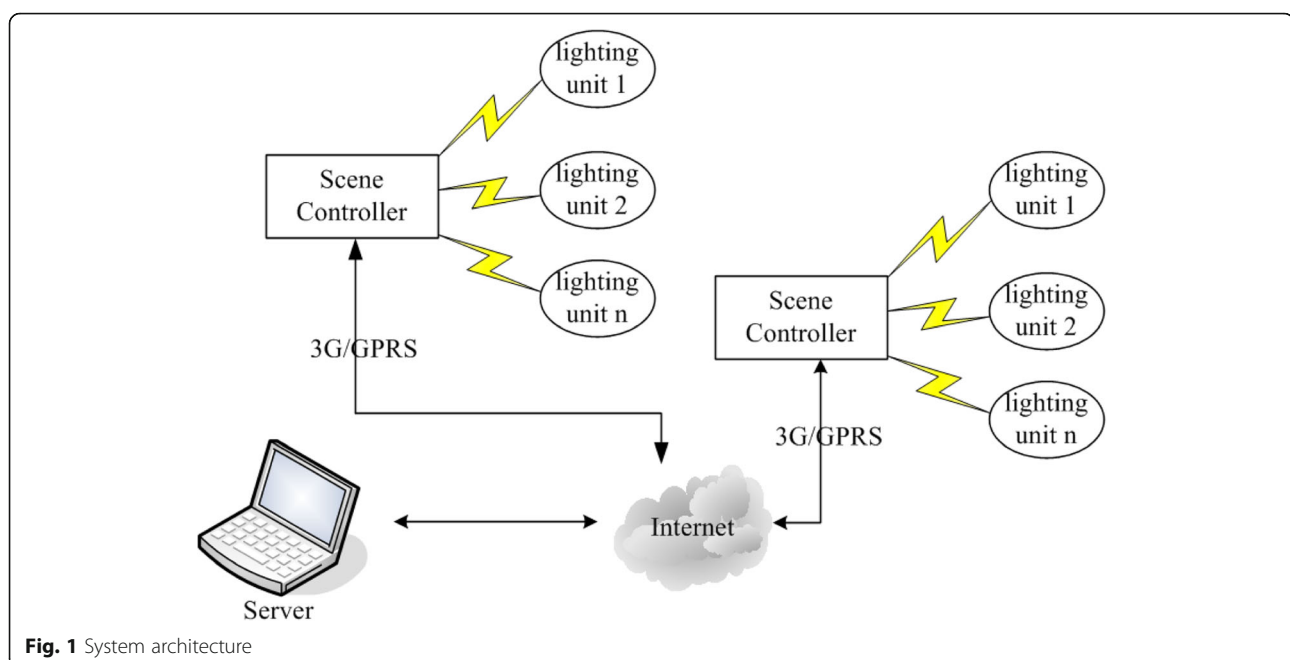 lighting
unit 1
Scene
Controller
lighting
unit 2
lighting
unit n
3G/GPRS
lighting
unit 1
Scene
Controller
lighting
unit 2
lighting
unit n
3G/GPRS
Internet
Server
Fig. 1 System architecture